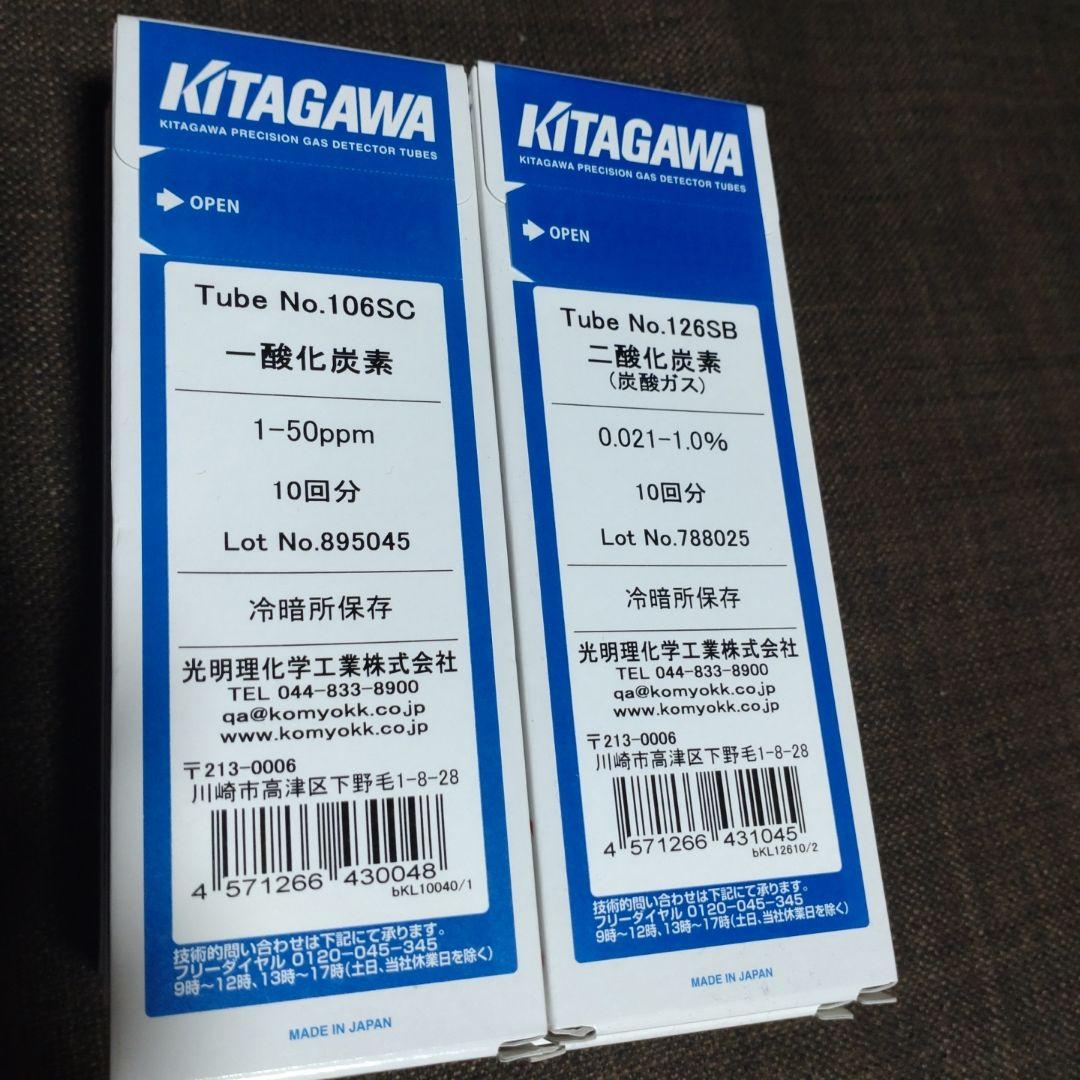 KITAGAWA
KITAGAWA PRECISION GAS DETECTOR TUBES
OPEN
Tube No.106SC
一酸化炭素
1-50ppm
10回分
Lot No.895045
冷暗所保存
光明理化学工業株式会社
TEL 044-833-8900
qa@komyokk.co.jp
www.komyokk.co.jp
〒213-0006
川崎市高津区下野毛1-8-28
4 571266 430048
bKL10040/1
技術的問い合わせは下記にて承ります。
フリーダイヤル 0120-045-345
9時～12時、13時～17時(土日、当社休業日を除く)
MADE IN JAPAN
KITAGAWA
KITAGAWA PRECISION GAS DETECTOR TUBES
OPEN
Tube No.126SB
二酸化炭素
(炭酸ガス)
0.021-1.0%
10回分
Lot No.788025
冷暗所保存
光明理化学工業株式会社
TEL 044-833-8900
qa@komyokk.co.jp
www.komyokk.co.jp
〒213-0006
川崎市高津区下野毛1-8-28
4 571266 431045
bKL12610/2
技術的問い合わせは下記にて承ります。
フリーダイヤル 0120-045-345
9時～12時、13時～17時(土日、当社休業日を除く)
MADE IN JAPAN